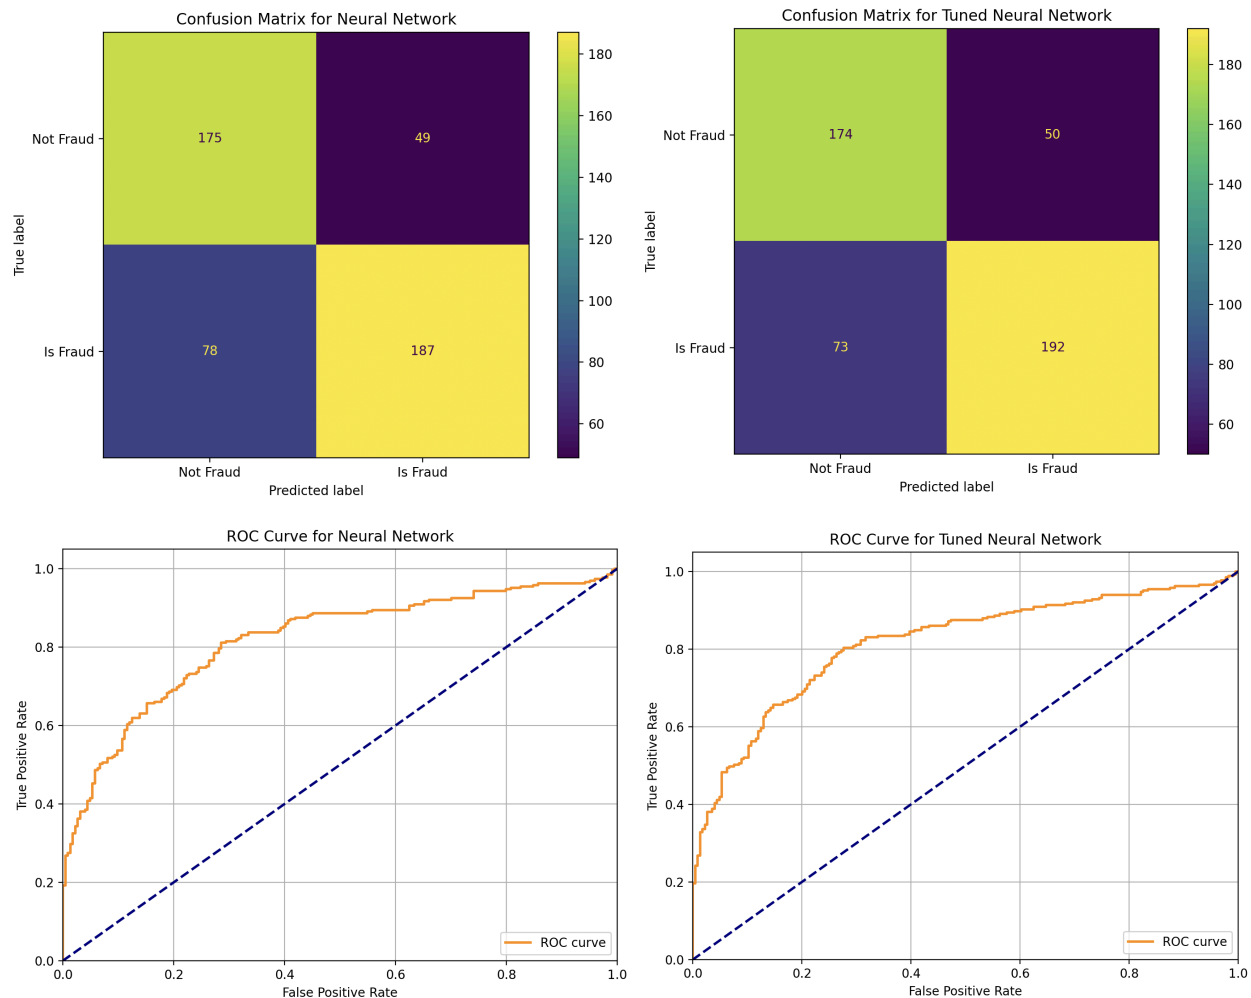 Confusion Matrix for Neural Network
True label
Not Fraud
Is Fraud
175
49
78
187
Not Fraud
Is Fraud
Predicted label
180
160
140
120
100
80
60
Confusion Matrix for Tuned Neural Network
True label
Not Fraud
Is Fraud
174
50
73
192
Not Fraud
Is Fraud
Predicted label
180
160
140
120
100
80
60
ROC Curve for Neural Network
True Positive Rate
1.0
0.8
0.6
0.4
0.2
0.0
0.0
0.2
0.4
0.6
0.8
1.0
False Positive Rate
ROC curve
ROC Curve for Tuned Neural Network
True Positive Rate
1.0
0.8
0.6
0.4
0.2
0.0
0.0
0.2
0.4
0.6
0.8
1.0
False Positive Rate
ROC curve